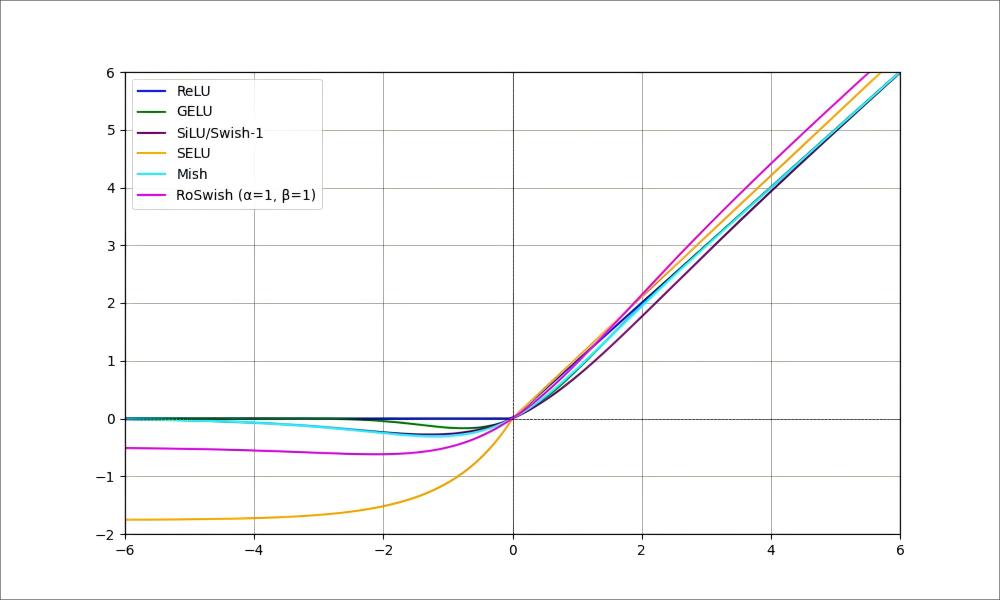 ReLU
GELU
SiLU/Swish-1
SELU
Mish
RoSwish (α=1, β=1)
6
5
4
3
2
1
0
−1
−2
−6 −4 −2 0 2 4 6